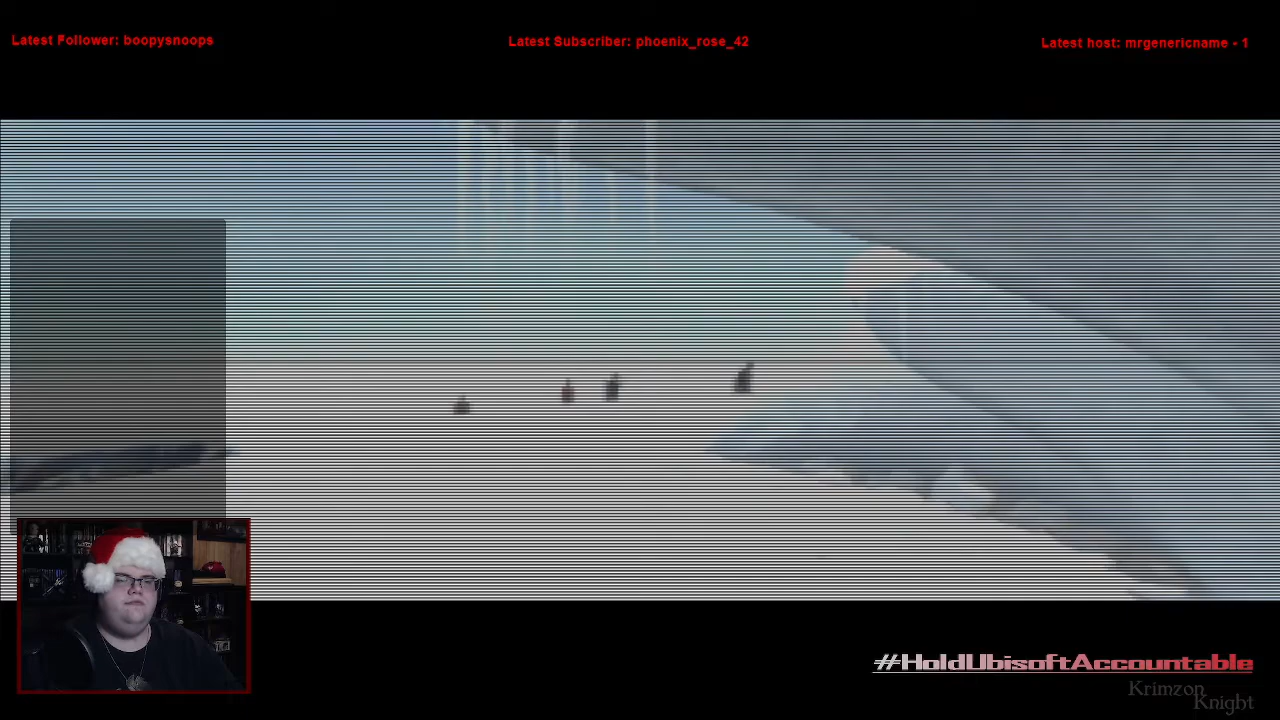 Latest Follower: boopysnoops
Latest Subscriber: phoenix_rose_42
Latest host: mrgenericname - 1
#HoldUbisoftAccountable
Krimzon
Knight